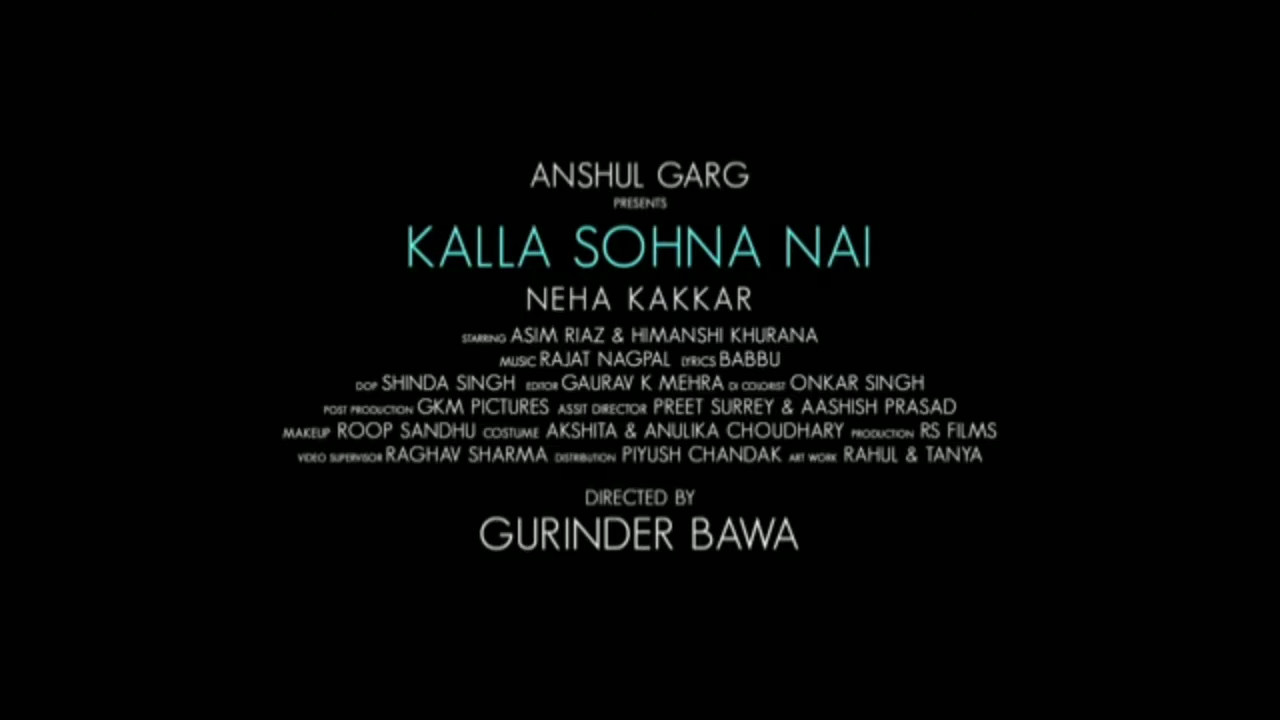 ANSHUL GARG
PRESENTS
KALLA SOHNA NAI
NEHA KAKKAR
STARRING ASIM RIAZ & HIMANSHI KHURANA
MUSIC RAJAT NAGPAL LYRICS BABBU
DOP SHINDA SINGH EDITOR GAURAV K MEHRA DI COLORIST ONKAR SINGH
POST PRODUCTION GKM PICTURES ASSIT DIRECTOR PREET SURREY & AASHISH PRASAD
MAKEUP ROOP SANDHU COSTUME AKSHITA & ANULIKA CHOUDHARY PRODUCTION RS FILMS
VIDEO SUPERVISOR RAGHAV SHARMA DISTRIBUTION PIYUSH CHANDAK ART WORK RAHUL & TANYA
DIRECTED BY
GURINDER BAWA